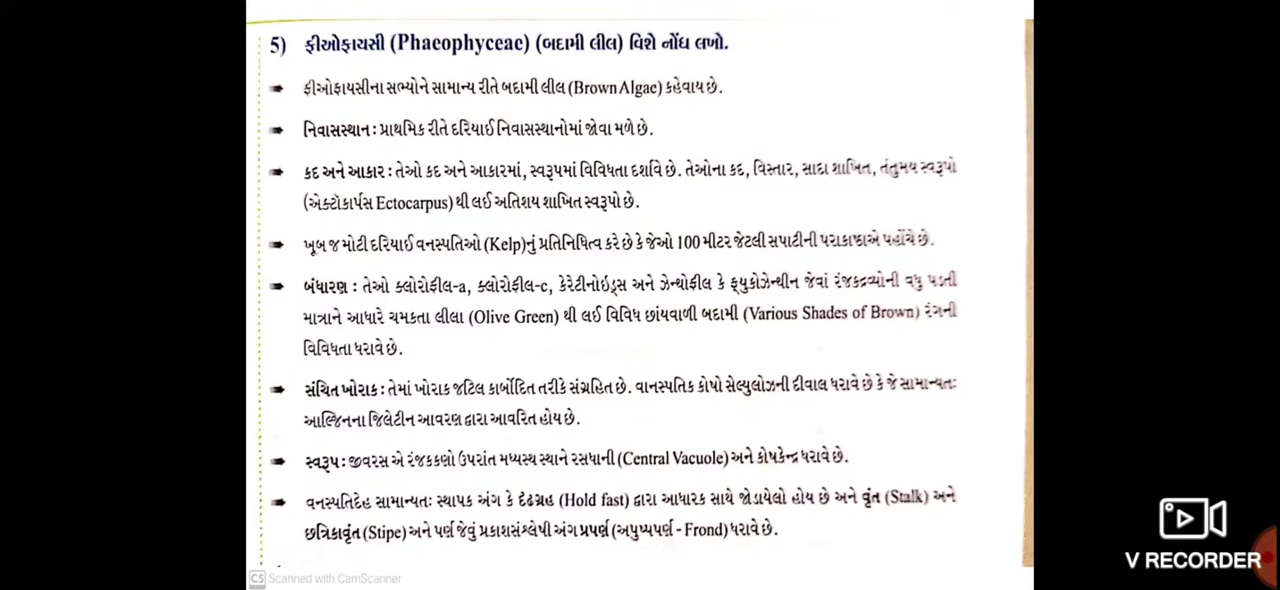 5) ફીઓફાયસી (Phaeophyceae) (બદામી લીલ) વિશે નોંધ લખો.
ફીઓફાયસીના સભ્યોને સામાન્ય રીતે બદામી લીલ (Brown Algae) કહેવાય છે.
નિવાસસ્થાન : પ્રાથમિક રીતે દરિયાઈ નિવાસસ્થાનોમાં જોવા મળે છે.
કદ અને આકાર : તેઓ કદ અને આકારમાં, સ્વરૂપમાં વિવિધતા દર્શાવે છે. તેઓના કદ, વિસ્તાર, સાદા શાખિત, તંતુમય સ્વરૂપો
(એક્ટૉકાર્પસ Ectocarpus) થી લઈ અતિશય શાખિત સ્વરૂપો છે.
ખૂબ જ મોટી દરિયાઈ વનસ્પતિઓ (Kelp)નું પ્રતિનિધિત્વ કરે છે કે જેઓ 100 મીટર જેટલી સપાટીની પરાકાષ્ઠાએ પહોંચે છે.
બંધારણ : તેઓ ક્લોરોફીલ-a, ક્લોરોફીલ-c, કેરેટીનોઇડ્સ અને ઝેન્થોફીલ કે ફ્યુકોઝેન્થીન જેવાં રંજકદ્રવ્યોની વધુ પડતી
માત્રાને આધારે ચમકતા લીલા (Olive Green) થી લઈ વિવિધ છાંયવાળી બદામી (Various Shades of Brown) રંગની
વિવિધતા ધરાવે છે.
સંચિત ખોરાક : તેમાં ખોરાક જટિલ કાર્બોદિત તરીકે સંગ્રહિત છે. વાનસ્પતિક કોષો સેલ્યુલોઝની દીવાલ ધરાવે છે કે જે સામાન્યતઃ
આલ્જિનના જિલેટીન આવરણ દ્વારા આવરિત હોય છે.
સ્વરૂપ : જીવરસ એ રંજકકણો ઉપરાંત મધ્યસ્થ સ્થાને રસધાની (Central Vacuole) અને કોષકેન્દ્ર ધરાવે છે.
વનસ્પતિદેહ સામાન્યતઃ સ્થાપક અંગ કે દૃઢગ્રહ (Hold fast) દ્વારા આધારક સાથે જોડાયેલો હોય છે અને વૃંત (Stalk) અને
છત્રિકાવૃંત (Stipe) અને પર્ણ જેવું પ્રકાશસંશ્લેષી અંગ પ્રપર્ણ (અપુષ્પપર્ણ - Frond) ધરાવે છે.
CS Scanned with CamScanner
V RECORDER